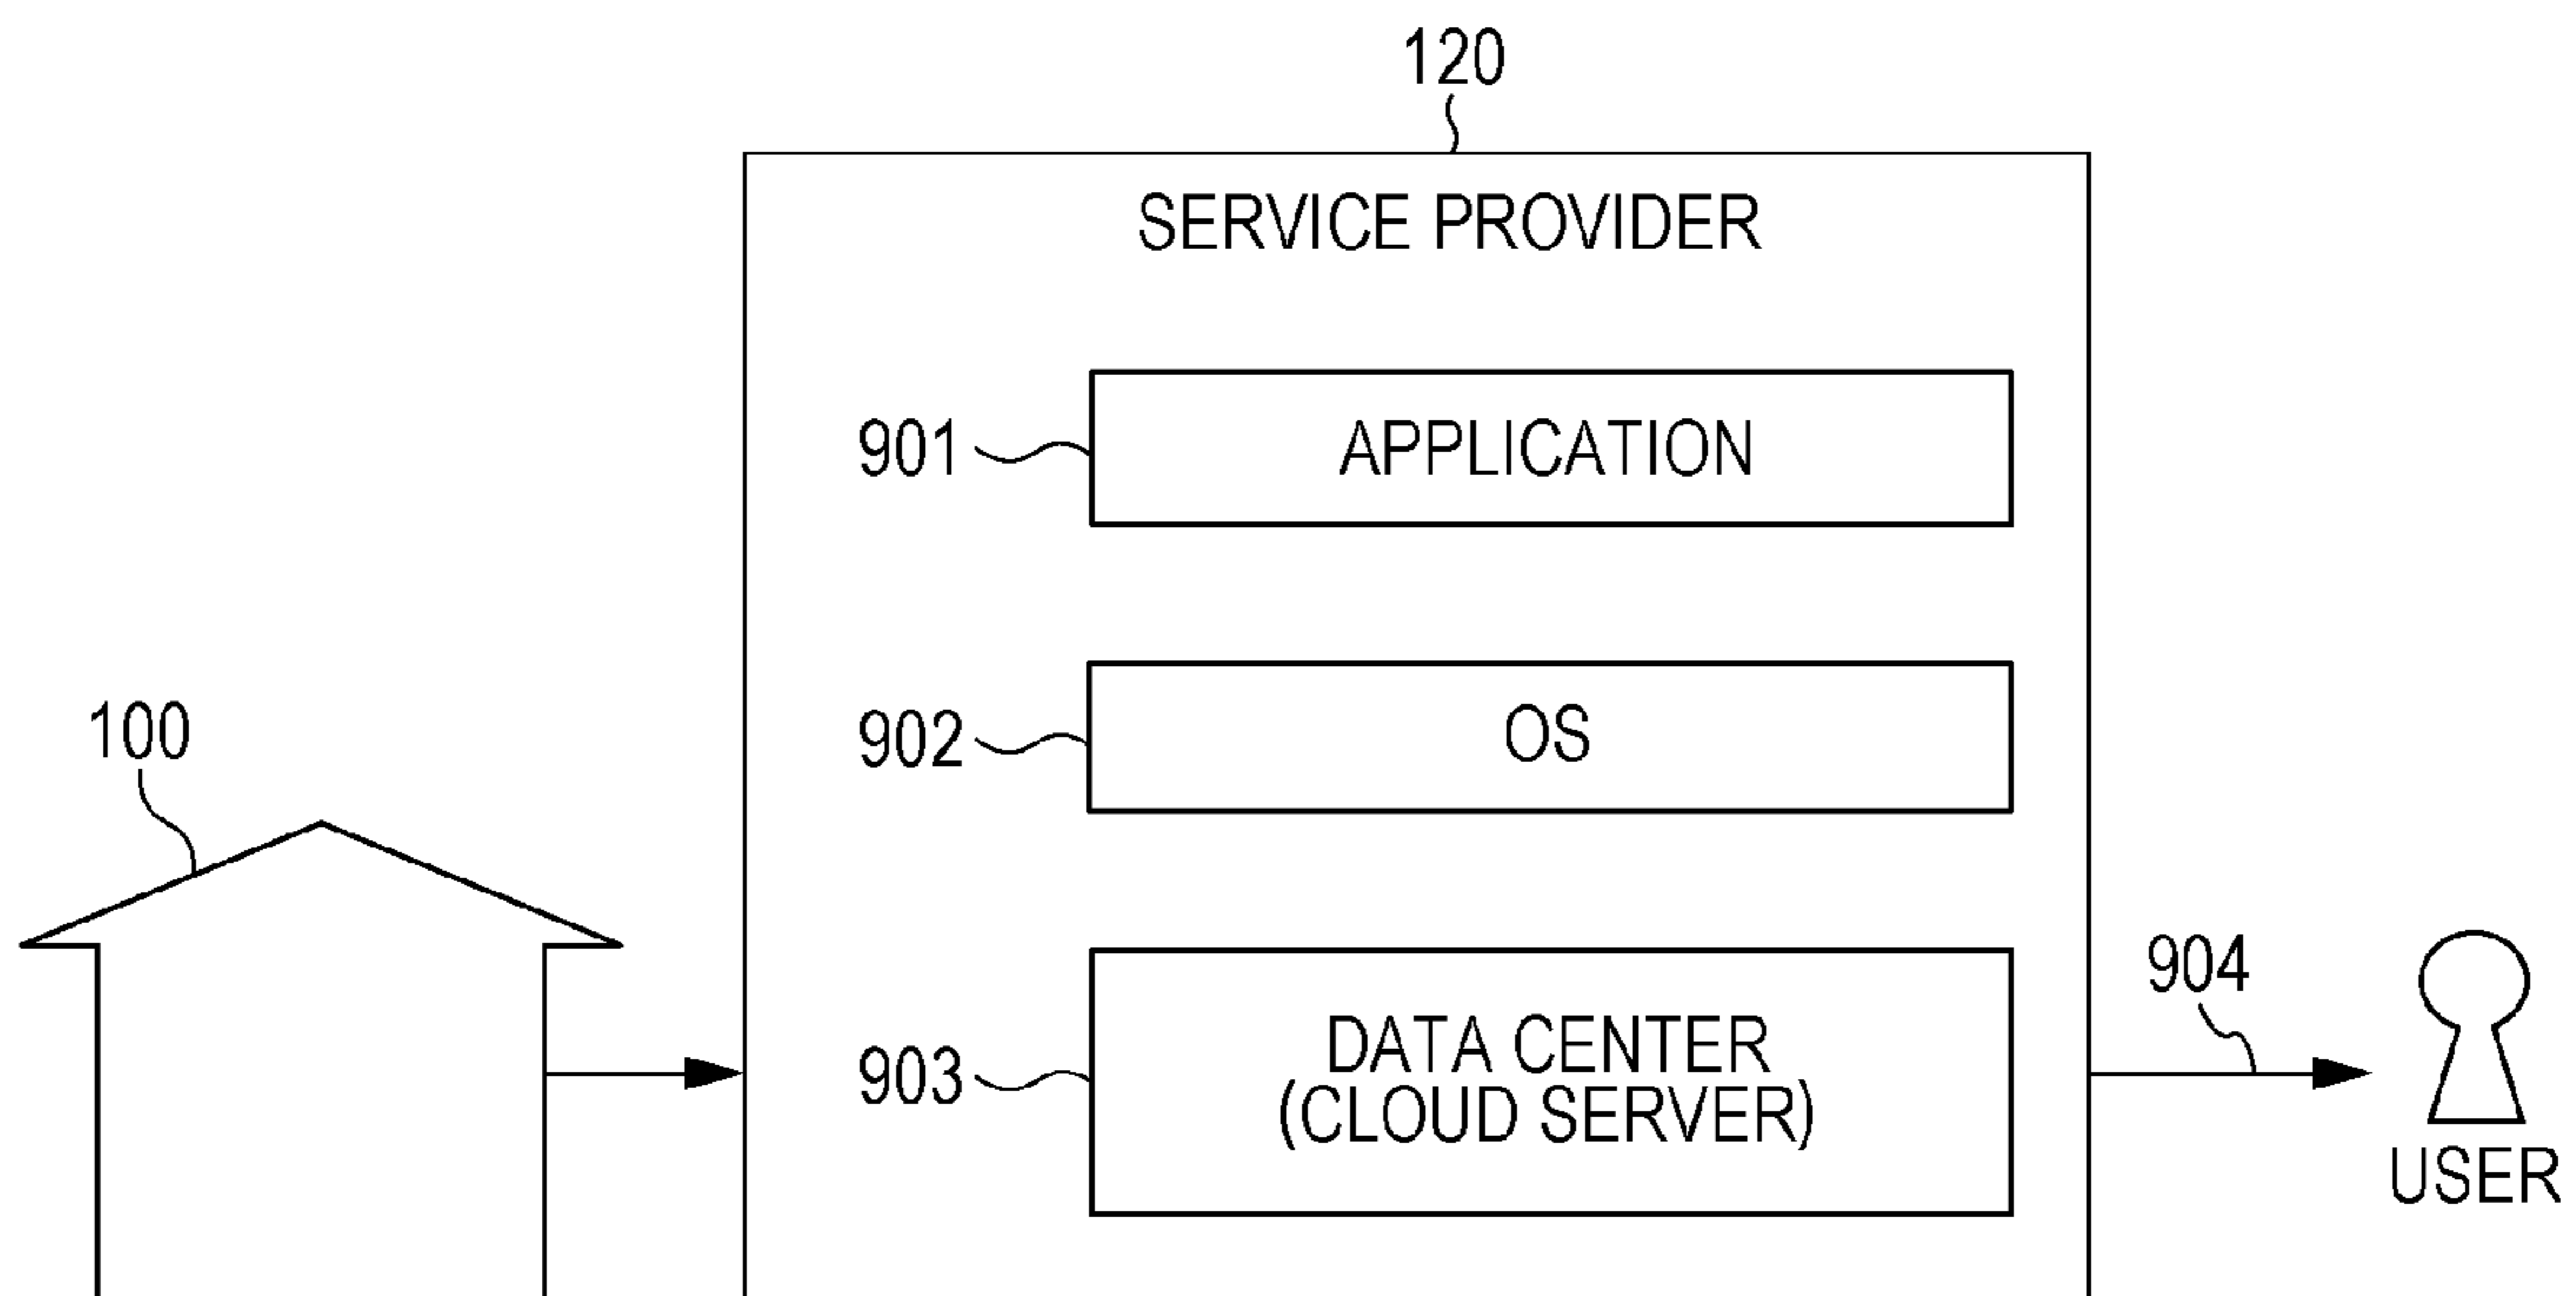 120
SERVICE PROVIDER
901
APPLICATION
902
OS
100
903
DATA CENTER
(CLOUD SERVER)
904
USER